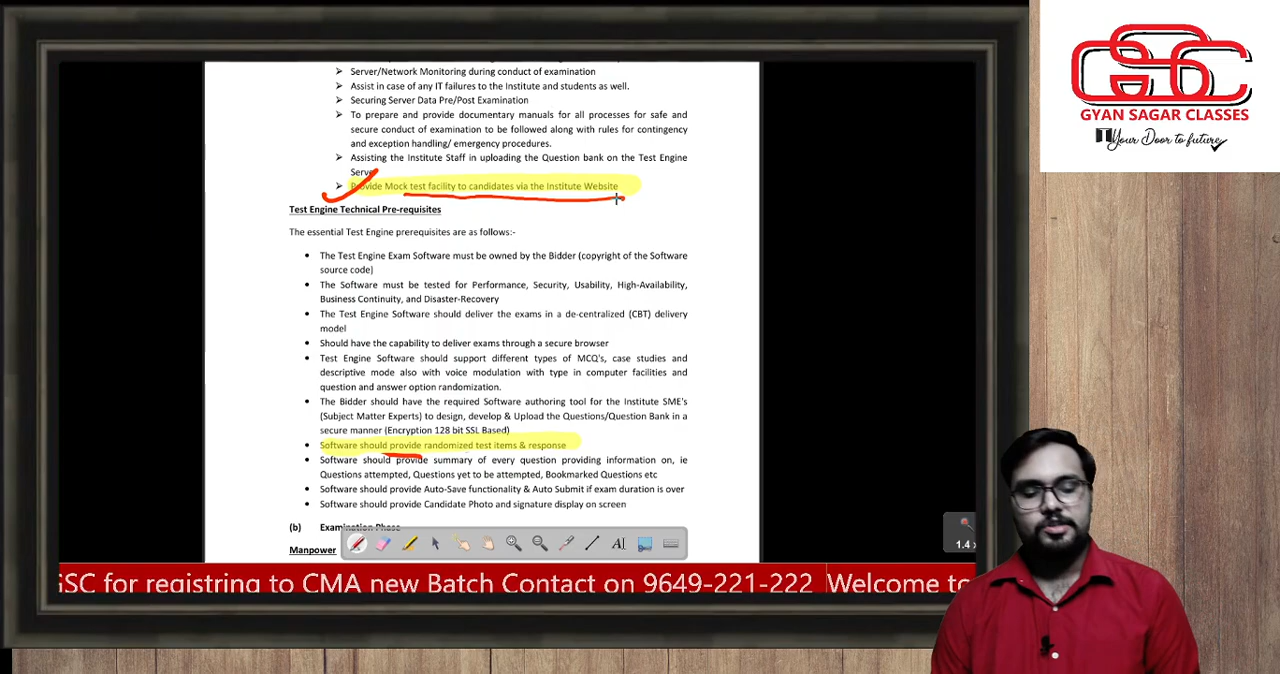 Server/Network Monitoring during conduct of examination
Assist in case of any IT failures to the Institute and students as well.
Securing Server Data Pre/Post Examination
To prepare and provide documentary manuals for all processes for safe and
secure conduct of examination to be followed along with rules for contingency
and exception handling/ emergency procedures.
Assisting the Institute Staff in uploading the Question bank on the Test Engine
Server
Provide Mock test facility to candidates via the Institute Website
Test Engine Technical Pre-requisites
The essential Test Engine prerequisites are as follows:-
The Test Engine Exam Software must be owned by the Bidder (copyright of the Software
source code)
The Software must be tested for Performance, Security, Usability, High-Availability,
Business Continuity, and Disaster-Recovery
The Test Engine Software should deliver the exams in a de-centralized (CBT) delivery
model
Should have the capability to deliver exams through a secure browser
Test Engine Software should support different types of MCQ's, case studies and
descriptive mode also with voice modulation with type in computer facilities and
question and answer option randomization.
The Bidder should have the required Software authoring tool for the Institute SME's
(Subject Matter Experts) to design, develop & Upload the Questions/Question Bank in a
secure manner (Encryption 128 bit SSL Based)
Software should provide randomized test items & response
Software should provide summary of every question providing information on, ie
Questions attempted, Questions yet to be attempted, Bookmarked Questions etc
Software should provide Auto-Save functionality & Auto Submit if exam duration is over
Software should provide Candidate Photo and signature display on screen
(b) Examination Phase
Manpower
AI
1.4 x
GSC for registring to CMA new Batch Contact on 9649-221-222 Welcome to
GSC
GYAN SAGAR CLASSES
Your Door to future